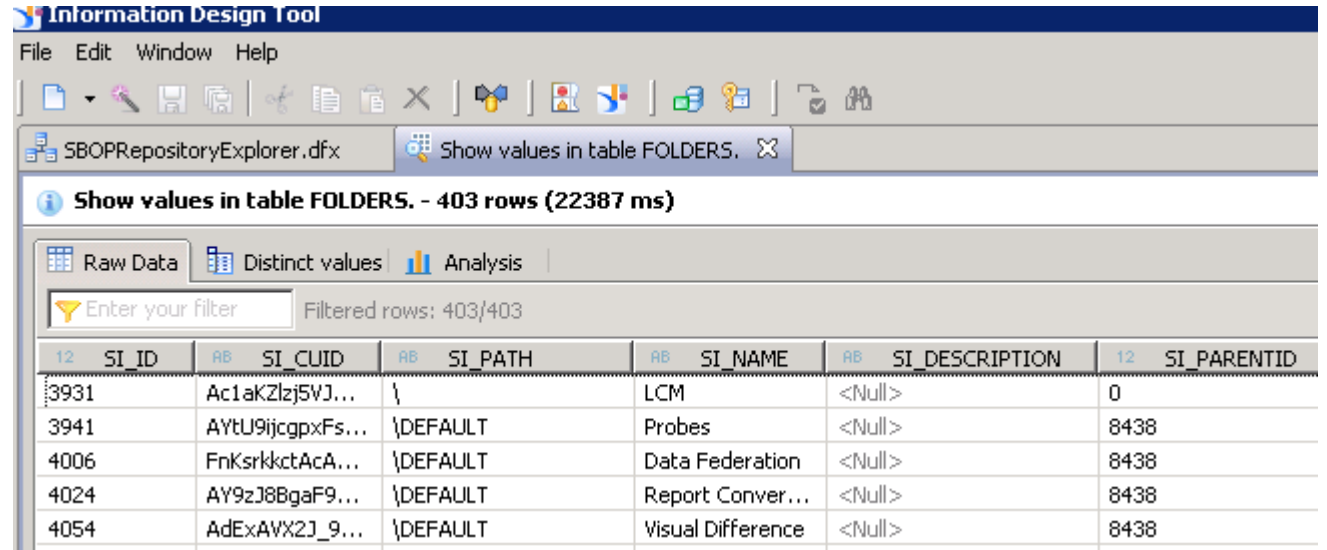 Information Design Tool
File Edit Window Help
SBOPRepositoryExplorer.dfx Show values in table FOLDERS.
Show values in table FOLDERS. - 403 rows (22387 ms)
Raw Data Distinct values Analysis
Enter your filter Filtered rows: 403/403
12 SI_ID AB SI_CUID AB SI_PATH AB SI_NAME AB SI_DESCRIPTION 12 SI_PARENTID
3931 Ac1aKZlzj5VJ... \ LCM <Null> 0
3941 AYtU9ijcgpxFs... \DEFAULT Probes <Null> 8438
4006 FnKsrkkctAcA... \DEFAULT Data Federation <Null> 8438
4024 AY9zJ8BgaF9... \DEFAULT Report Conver... <Null> 8438
4054 AdExAVX2J_9... \DEFAULT Visual Difference <Null> 8438